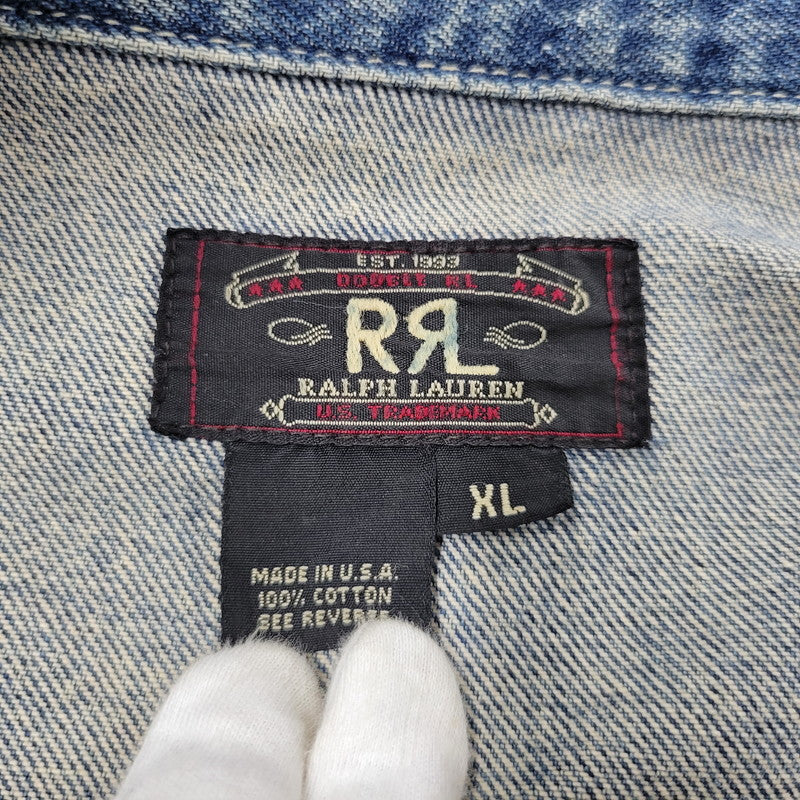 EST. 1993
DOUBLE RL
RRL
RALPH LAUREN
U.S. TRADEMARK
XL
MADE IN U.S.A.
100% COTTON
SEE REVERSE